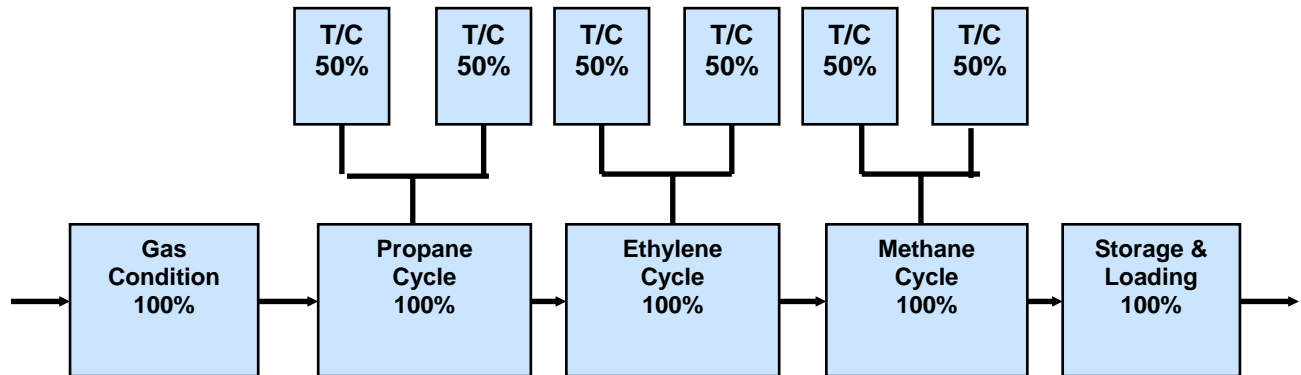 T/C
50%
T/C
50%
T/C
50%
T/C
50%
T/C
50%
T/C
50%
Gas
Condition
100%
Propane
Cycle
100%
Ethylene
Cycle
100%
Methane
Cycle
100%
Storage &
Loading
100%